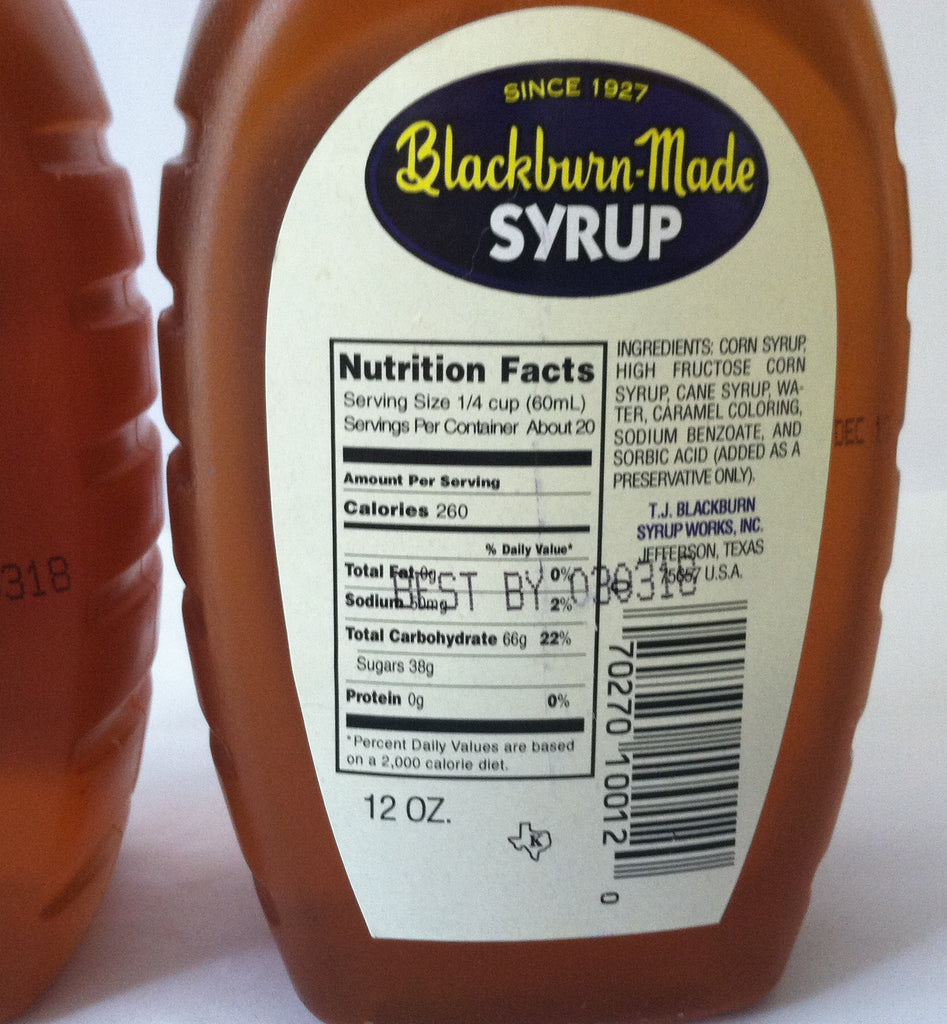 SINCE 1927
Blackburn-Made
SYRUP
Nutrition Facts
Serving Size 1/4 cup (60mL)
Servings Per Container About 20
Amount Per Serving
Calories 260
% Daily Value*
Total Fat 0g 0%
Sodium 50mg 2%
Total Carbohydrate 66g 22%
Sugars 38g
Protein 0g 0%
*Percent Daily Values are based
on a 2,000 calorie diet.
12 OZ.
K
INGREDIENTS: CORN SYRUP,
HIGH FRUCTOSE CORN
SYRUP, CANE SYRUP, WA-
TER, CARAMEL COLORING,
SODIUM BENZOATE, AND
SORBIC ACID (ADDED AS A
PRESERVATIVE ONLY).
T.J. BLACKBURN
SYRUP WORKS, INC.
JEFFERSON, TEXAS
75657 U.S.A.
BEST BY 030318
70270 10012 0
DEC
0318